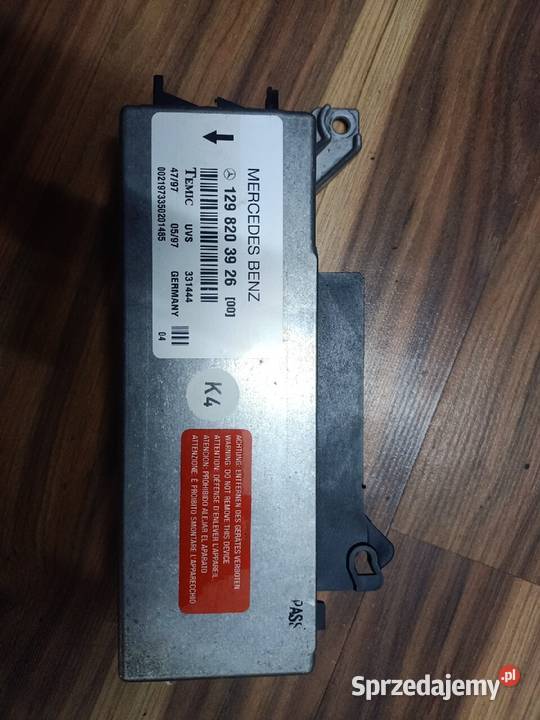 MERCEDES BENZ
129 820 39 26 [00]
TEMIC UVS 331444
47/97 05/97 GERMANY
0021973350201485
04
K4
ACHTUNG: ENTFERNEN DES GERÄTES VERBOTEN
WARNING: DO NOT REMOVE THIS DEVICE
ATTENTION: DÉFENSE D'ENLEVER L'APPAREIL
ATENCION: PROHIBIDO ALEJAR EL APARATO
ATTENZIONE: È PROIBITO SMONTARE L'APPARECCHIO
PASS
Sprzedajemy.pl